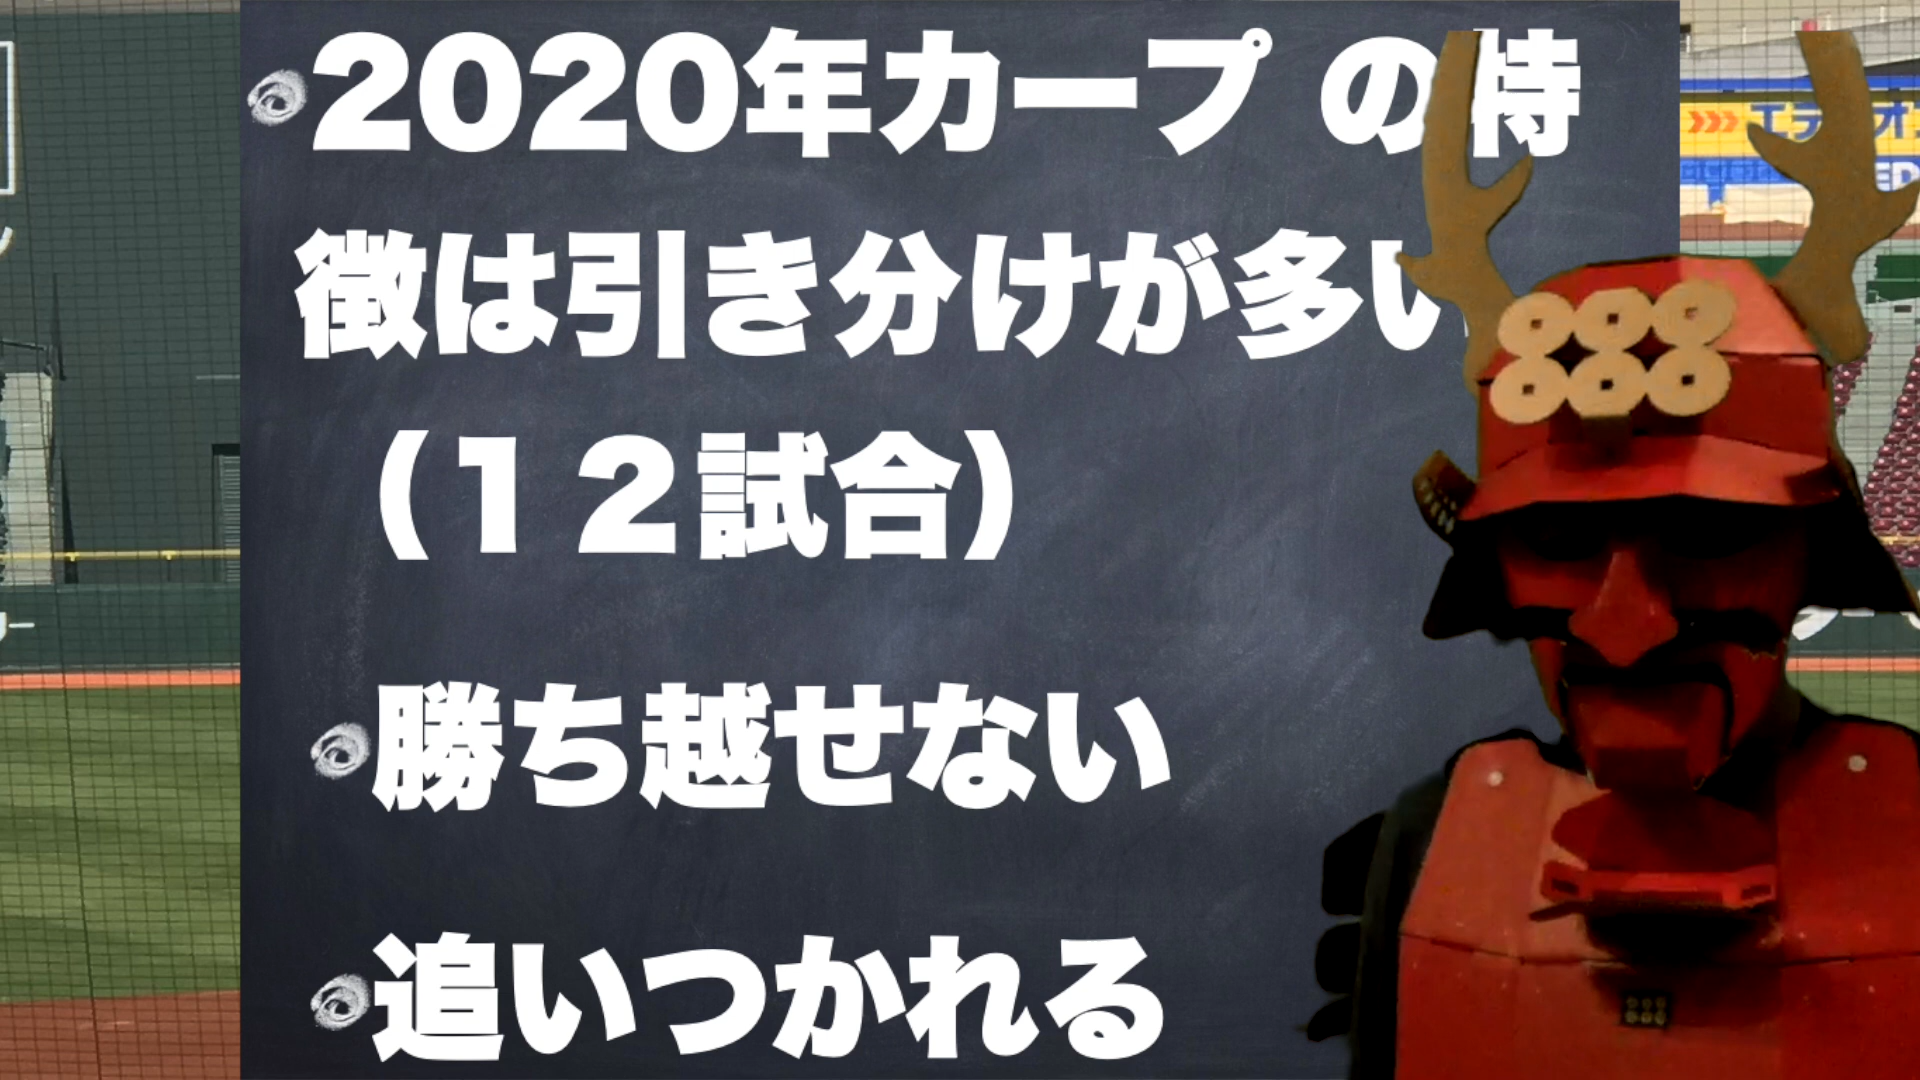 2020年カープ の特
徴は引き分けが多い
（１２試合）
勝ち越せない
追いつかれる